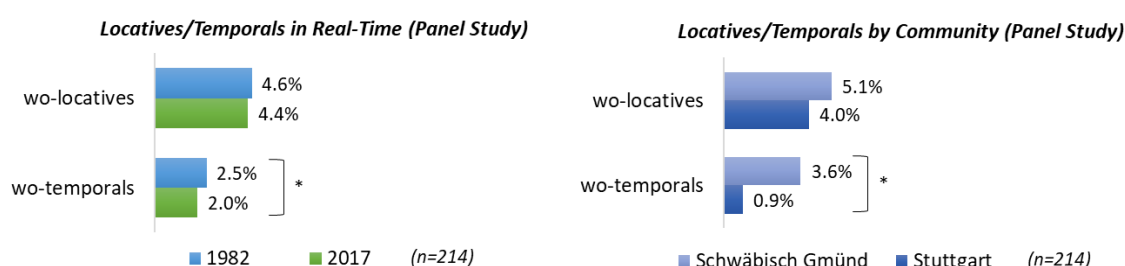 Locatives/Temporals in Real-Time (Panel Study)
wo-locatives
4.6%
4.4%
wo-temporals
2.5%
2.0%
*
1982 2017 (n=214)
Locatives/Temporals by Community (Panel Study)
wo-locatives
5.1%
4.0%
wo-temporals
3.6%
0.9%
*
Schwäbisch Gmünd Stuttgart (n=214)